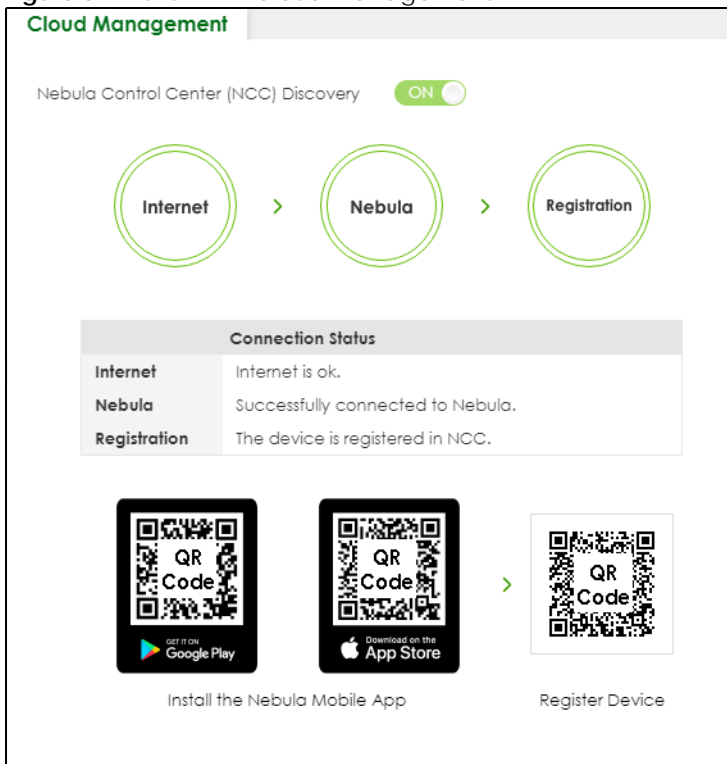 Cloud Management
Nebula Control Center (NCC) Discovery ON
Internet > Nebula > Registration
Connection Status
Internet Internet is ok.
Nebula Successfully connected to Nebula.
Registration The device is registered in NCC.
QR Code
QR Code
>
QR Code
GET IT ON
Google Play
Download on the
App Store
Install the Nebula Mobile App
Register Device